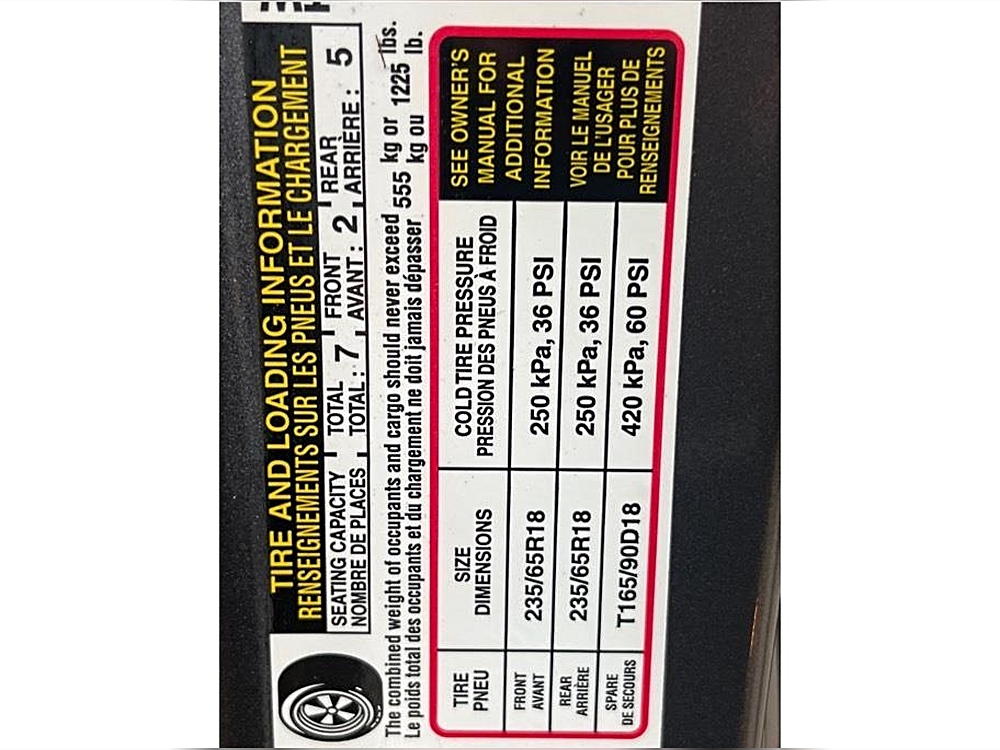 TIRE AND LOADING INFORMATION
RENSEIGNEMENTS SUR LES PNEUS ET LE CHARGEMENT
SEATING CAPACITY TOTAL FRONT REAR
NOMBRE DE PLACES TOTAL : 7 AVANT : 2 ARRIÈRE : 5
The combined weight of occupants and cargo should never exceed 555 kg or 1225 lbs.
Le poids total des occupants et du chargement ne doit jamais dépasser kg ou lb.
TIRE SIZE COLD TIRE PRESSURE
PNEU DIMENSIONS PRESSION DES PNEUS À FROID
FRONT
AVANT 235/65R18 250 kPa, 36 PSI
REAR
ARRIÈRE 235/65R18 250 kPa, 36 PSI
SPARE
DE SECOURS T165/90D18 420 kPa, 60 PSI
SEE OWNER'S
MANUAL FOR
ADDITIONAL
INFORMATION
VOIR LE MANUEL
DE L'USAGER
POUR PLUS DE
RENSEIGNEMENTS